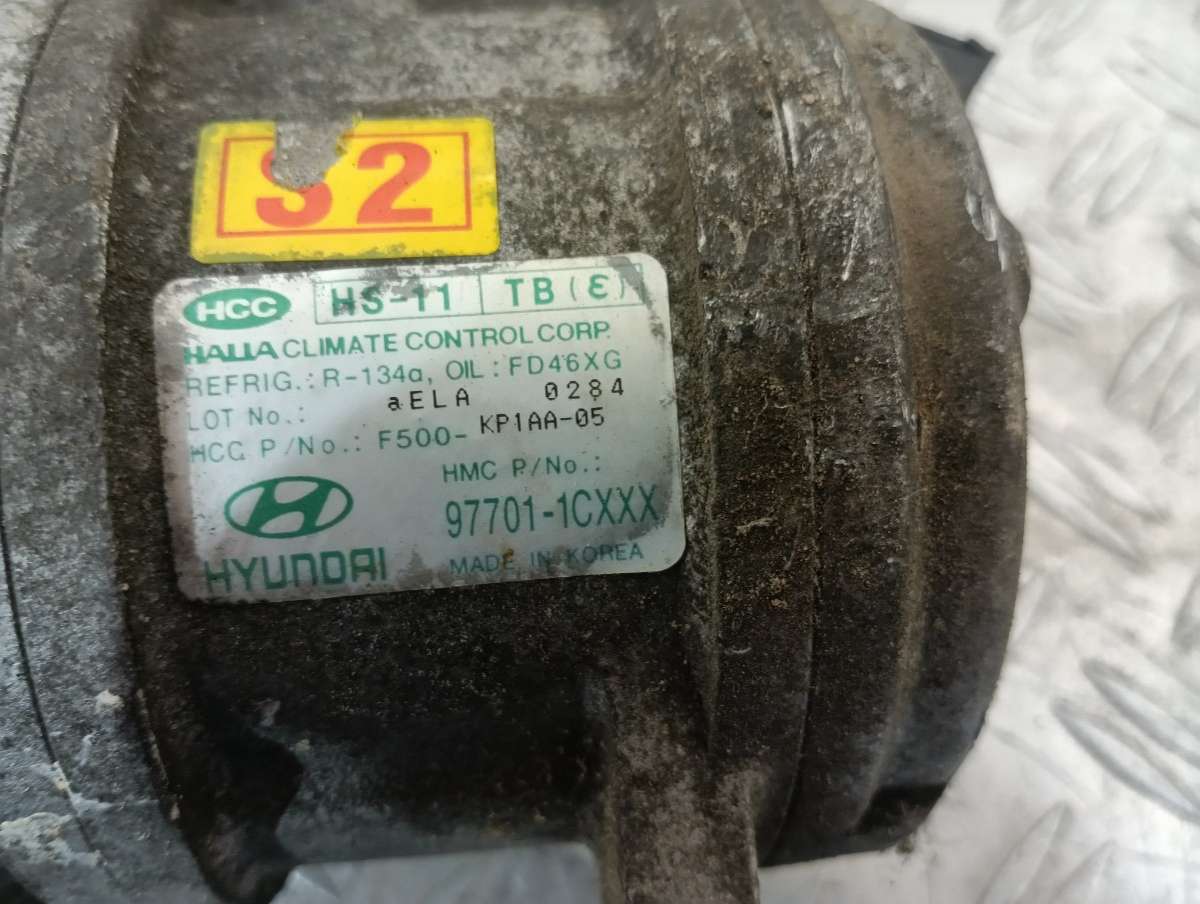 S2
HCC HS-11 TB (ε)
HALLA CLIMATE CONTROL CORP.
REFRIG.: R-134a, OIL : FD46XG
LOT No.: aELA 0284
HCC P/No.: F500- KP1AA-05
HMC P/No.:
97701-1CXXX
HYUNDAI MADE IN KOREA